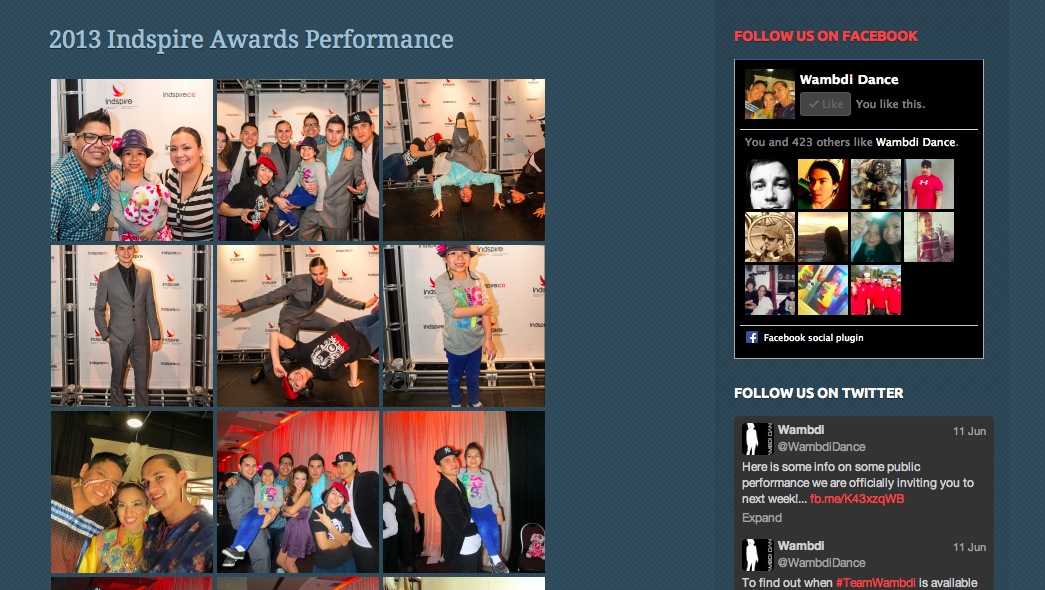 2013 Indspire Awards Performance
indspire
indspire.co
FOLLOW US ON FACEBOOK
Wambdi Dance
Like You like this.
You and 423 others like Wambdi Dance.
Facebook social plugin
FOLLOW US ON TWITTER
Wambdi 11 Jun
@WambdiDance
Here is some info on some public
performance we are officially inviting you to
next week!... fb.me/K43xzqWB
Expand
Wambdi 11 Jun
@WambdiDance
To find out when #TeamWambdi is available